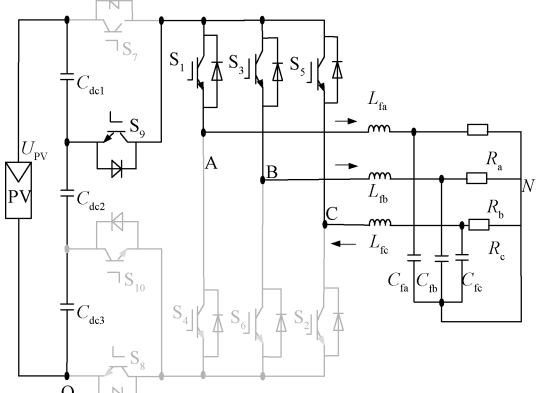 S7
Cdc1
S9
S1
S3
S5
Lfa
A
UPV
PV
B
Ra
N
Cdc2
Lfb
C
Rb
Lfc
Rc
S10
Cfa
Cfb
Cfc
Cdc3
S4
S6
S2
S8